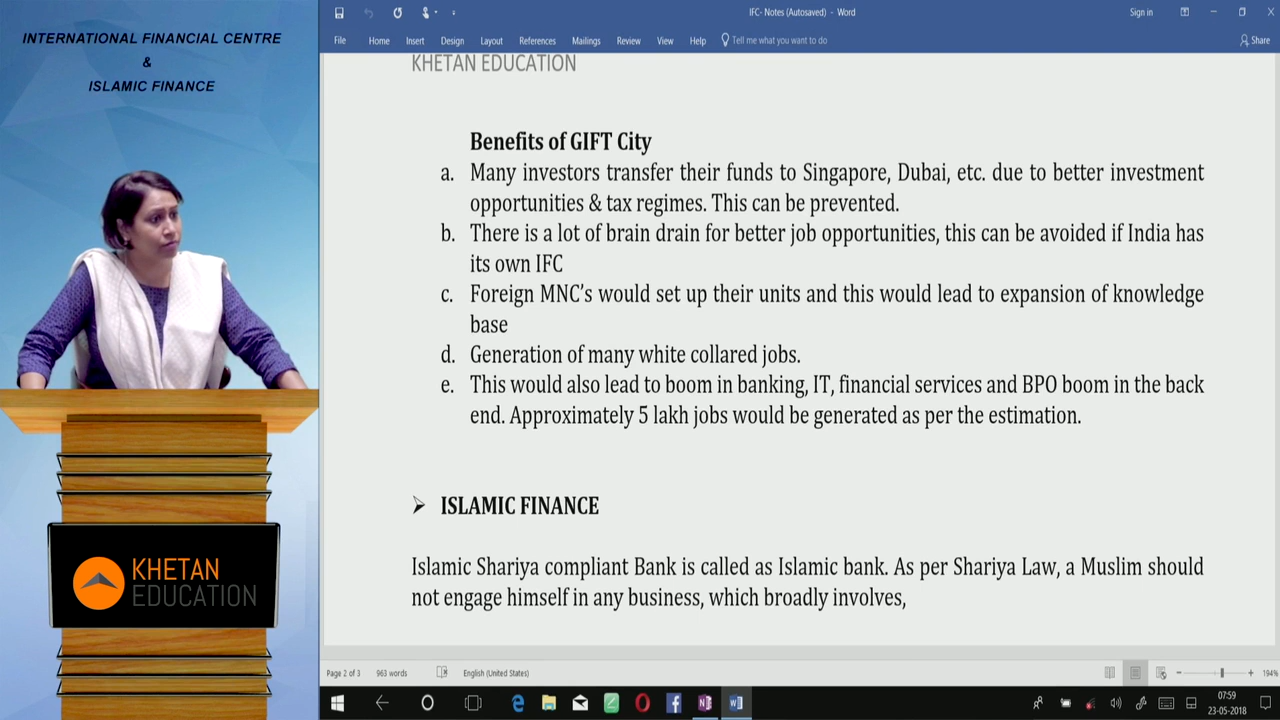 INTERNATIONAL FINANCIAL CENTRE
&
ISLAMIC FINANCE
KHETAN
EDUCATION
IFC- Notes (Autosaved) - Word
Sign in
File Home Insert Design Layout References Mailings Review View Help Tell me what you want to do
Share
KHETAN EDUCATION
Benefits of GIFT City
a. Many investors transfer their funds to Singapore, Dubai, etc. due to better investment
opportunities & tax regimes. This can be prevented.
b. There is a lot of brain drain for better job opportunities, this can be avoided if India has
its own IFC
c. Foreign MNC's would set up their units and this would lead to expansion of knowledge
base
d. Generation of many white collared jobs.
e. This would also lead to boom in banking, IT, financial services and BPO boom in the back
end. Approximately 5 lakh jobs would be generated as per the estimation.
➢ ISLAMIC FINANCE
Islamic Shariya compliant Bank is called as Islamic bank. As per Shariya Law, a Muslim should
not engage himself in any business, which broadly involves,
Page 2 of 3 963 words English (United States)
194%
07:59
23-05-2018